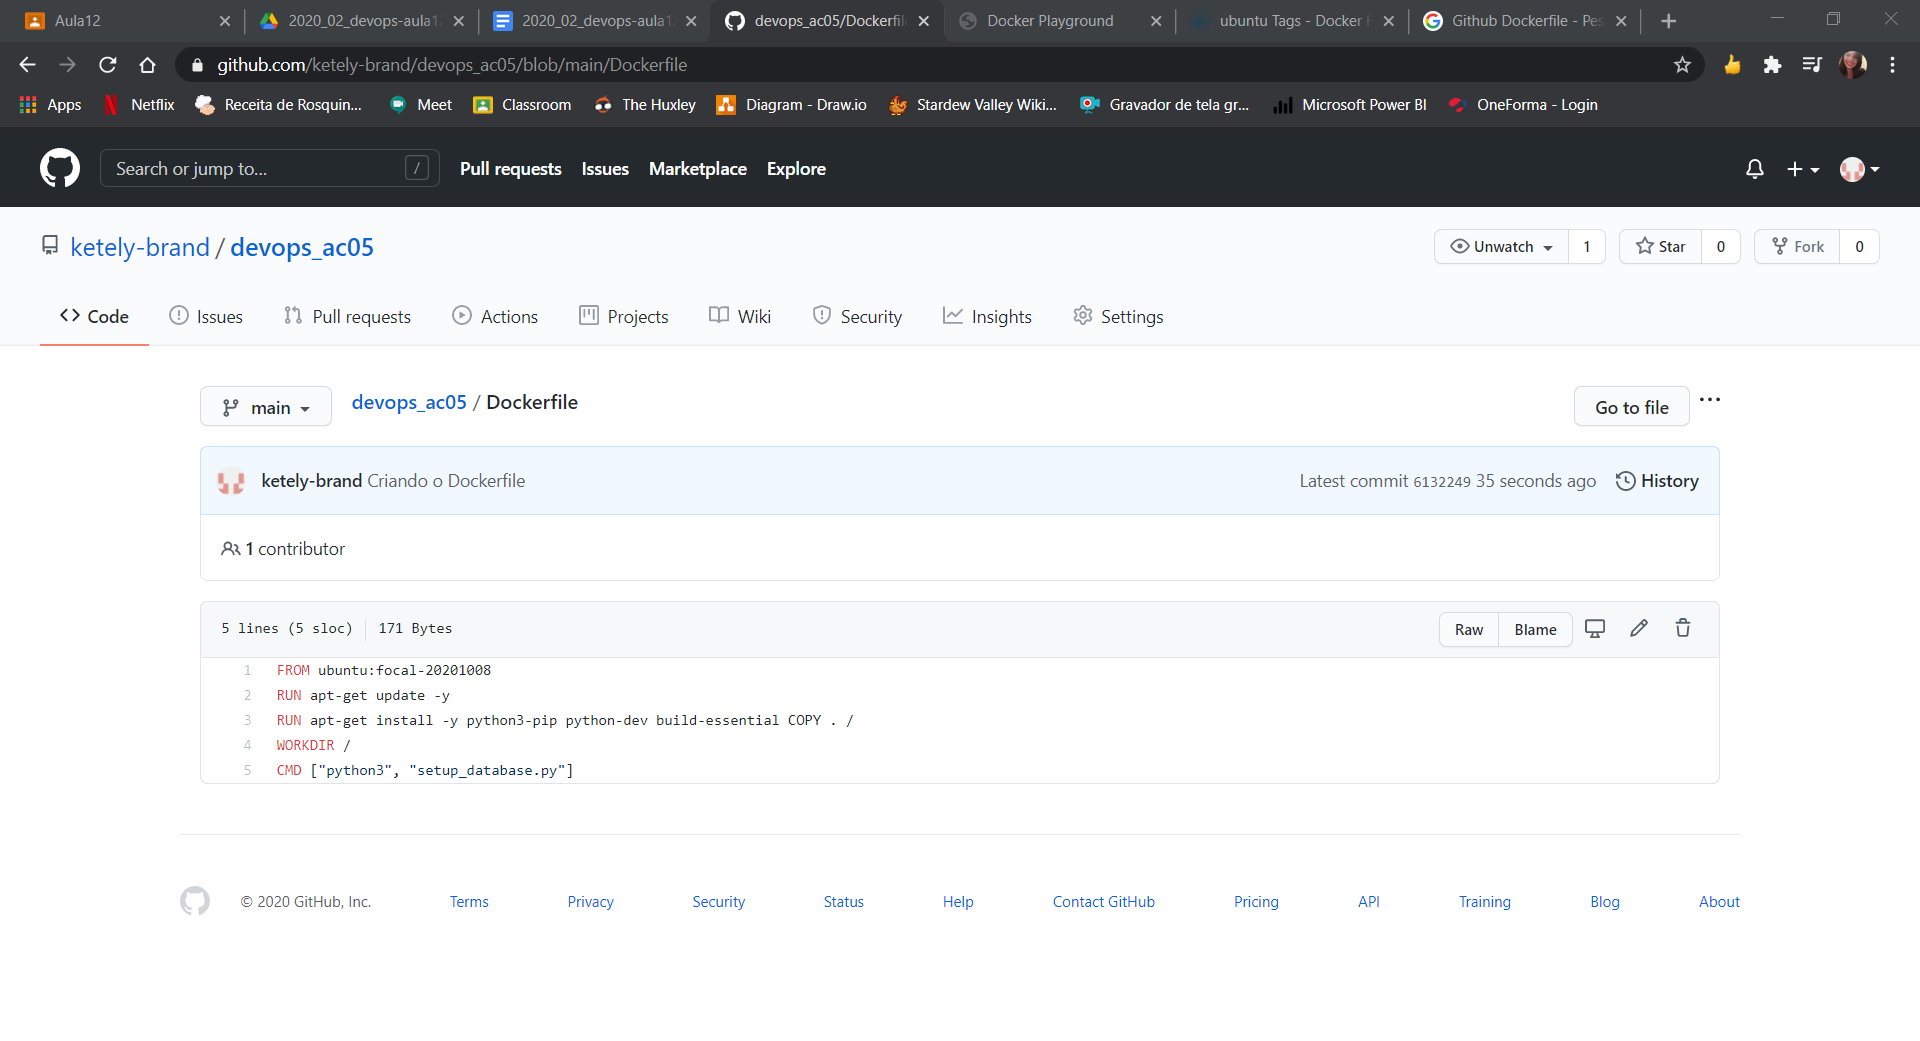 Aula12
2020_02_devops-aula12
2020_02_devops-aula1
devops_ac05/Dockerfile
Docker Playground
ubuntu Tags - Docker H
Github Dockerfile - Pes
github.com/ketely-brand/devops_ac05/blob/main/Dockerfile
Apps
Netflix
Receita de Rosquin...
Meet
Classroom
The Huxley
Diagram - Draw.io
Stardew Valley Wiki...
Gravador de tela gr...
Microsoft Power BI
OneForma - Login
Search or jump to...
/
Pull requests
Issues
Marketplace
Explore
ketely-brand / devops_ac05
Unwatch
1
Star
0
Fork
0
Code
Issues
Pull requests
Actions
Projects
Wiki
Security
Insights
Settings
main
devops_ac05 / Dockerfile
Go to file
ketely-brand Criando o Dockerfile
Latest commit 6132249 35 seconds ago
History
1 contributor
5 lines (5 sloc)
171 Bytes
Raw
Blame
1 FROM ubuntu:focal-20201008
2 RUN apt-get update -y
3 RUN apt-get install -y python3-pip python-dev build-essential COPY . /
4 WORKDIR /
5 CMD ["python3", "setup_database.py"]
© 2020 GitHub, Inc.
Terms
Privacy
Security
Status
Help
Contact GitHub
Pricing
API
Training
Blog
About